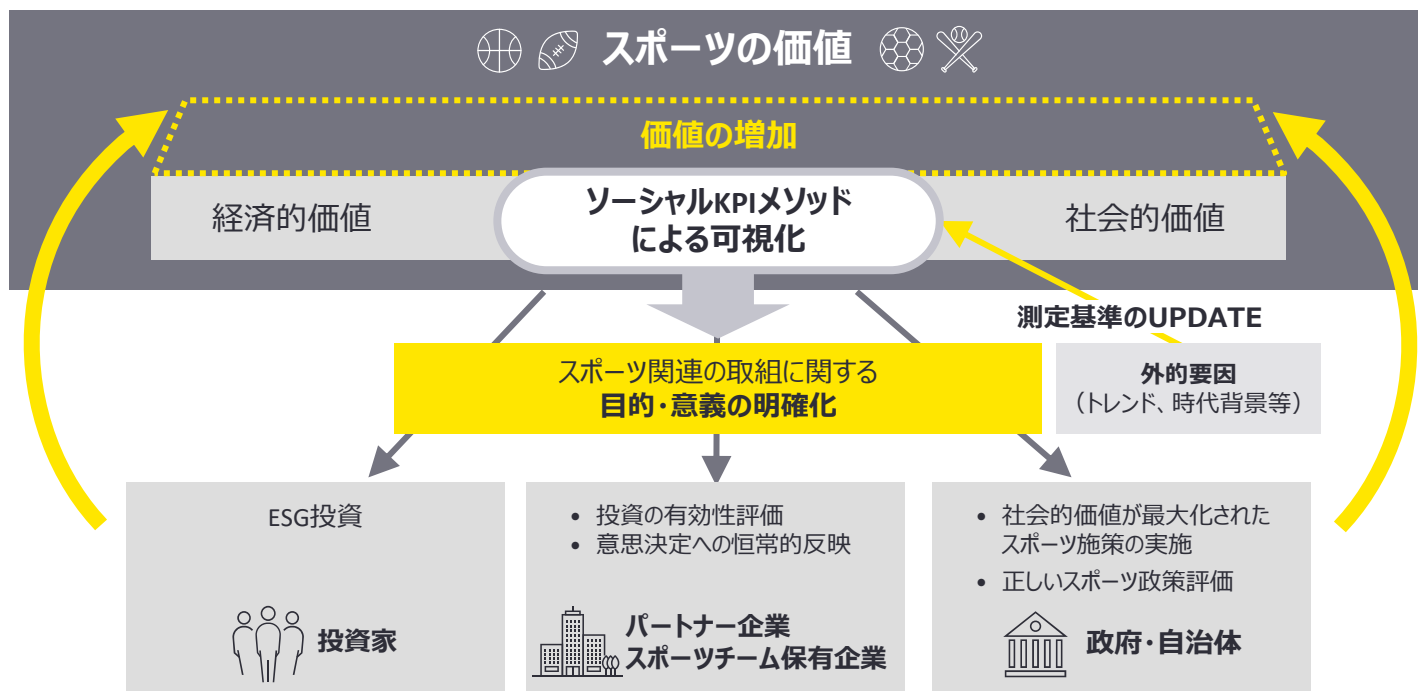 スポーツの価値
価値の増加
経済的価値
ソーシャルKPIメソッド
による可視化
社会的価値
測定基準のUPDATE
スポーツ関連の取組に関する
目的・意義の明確化
外的要因
（トレンド、時代背景等）
ESG投資
投資家
• 投資の有効性評価
• 意思決定への恒常的反映
パートナー企業
スポーツチーム保有企業
• 社会的価値が最大化された
スポーツ施策の実施
• 正しいスポーツ政策評価
政府・自治体